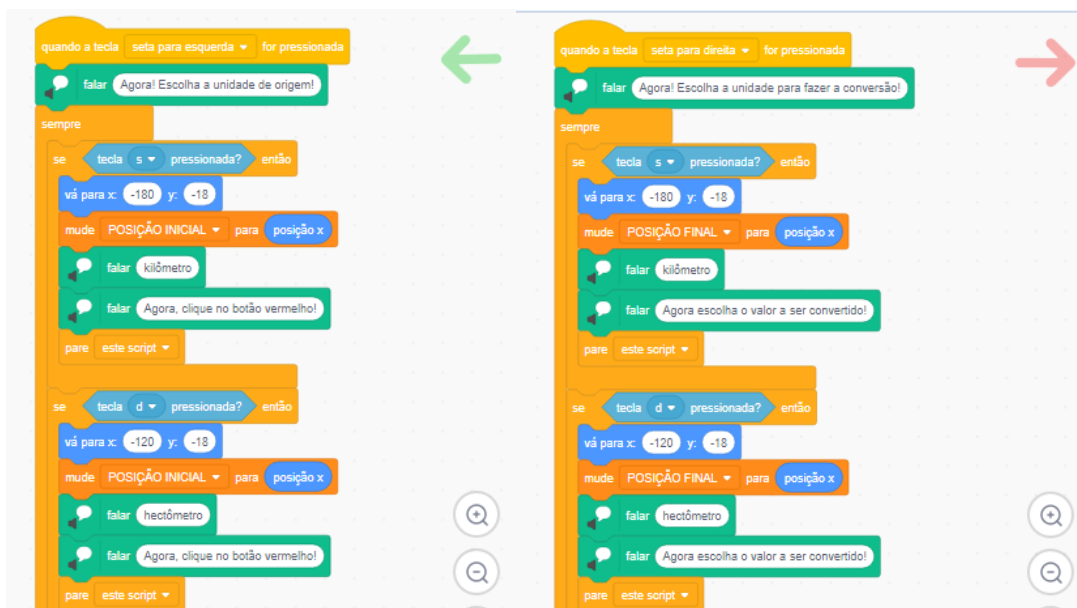 quando a tecla seta para esquerda for pressionada
falar Agora! Escolha a unidade de origem!
sempre
se tecla s pressionada? então
vá para x: -180 y: -18
mude POSIÇÃO INICIAL para posição x
falar kilômetro
falar Agora, clique no botão vermelho!
pare este script
se tecla d pressionada? então
vá para x: -120 y: -18
mude POSIÇÃO INICIAL para posição x
falar hectômetro
falar Agora, clique no botão vermelho!
pare este script
quando a tecla seta para direita for pressionada
falar Agora! Escolha a unidade para fazer a conversão!
sempre
se tecla s pressionada? então
vá para x: -180 y: -18
mude POSIÇÃO FINAL para posição x
falar kilômetro
falar Agora escolha o valor a ser convertido!
pare este script
se tecla d pressionada? então
vá para x: -120 y: -18
mude POSIÇÃO FINAL para posição x
falar hectômetro
falar Agora escolha o valor a ser convertido!
pare este script